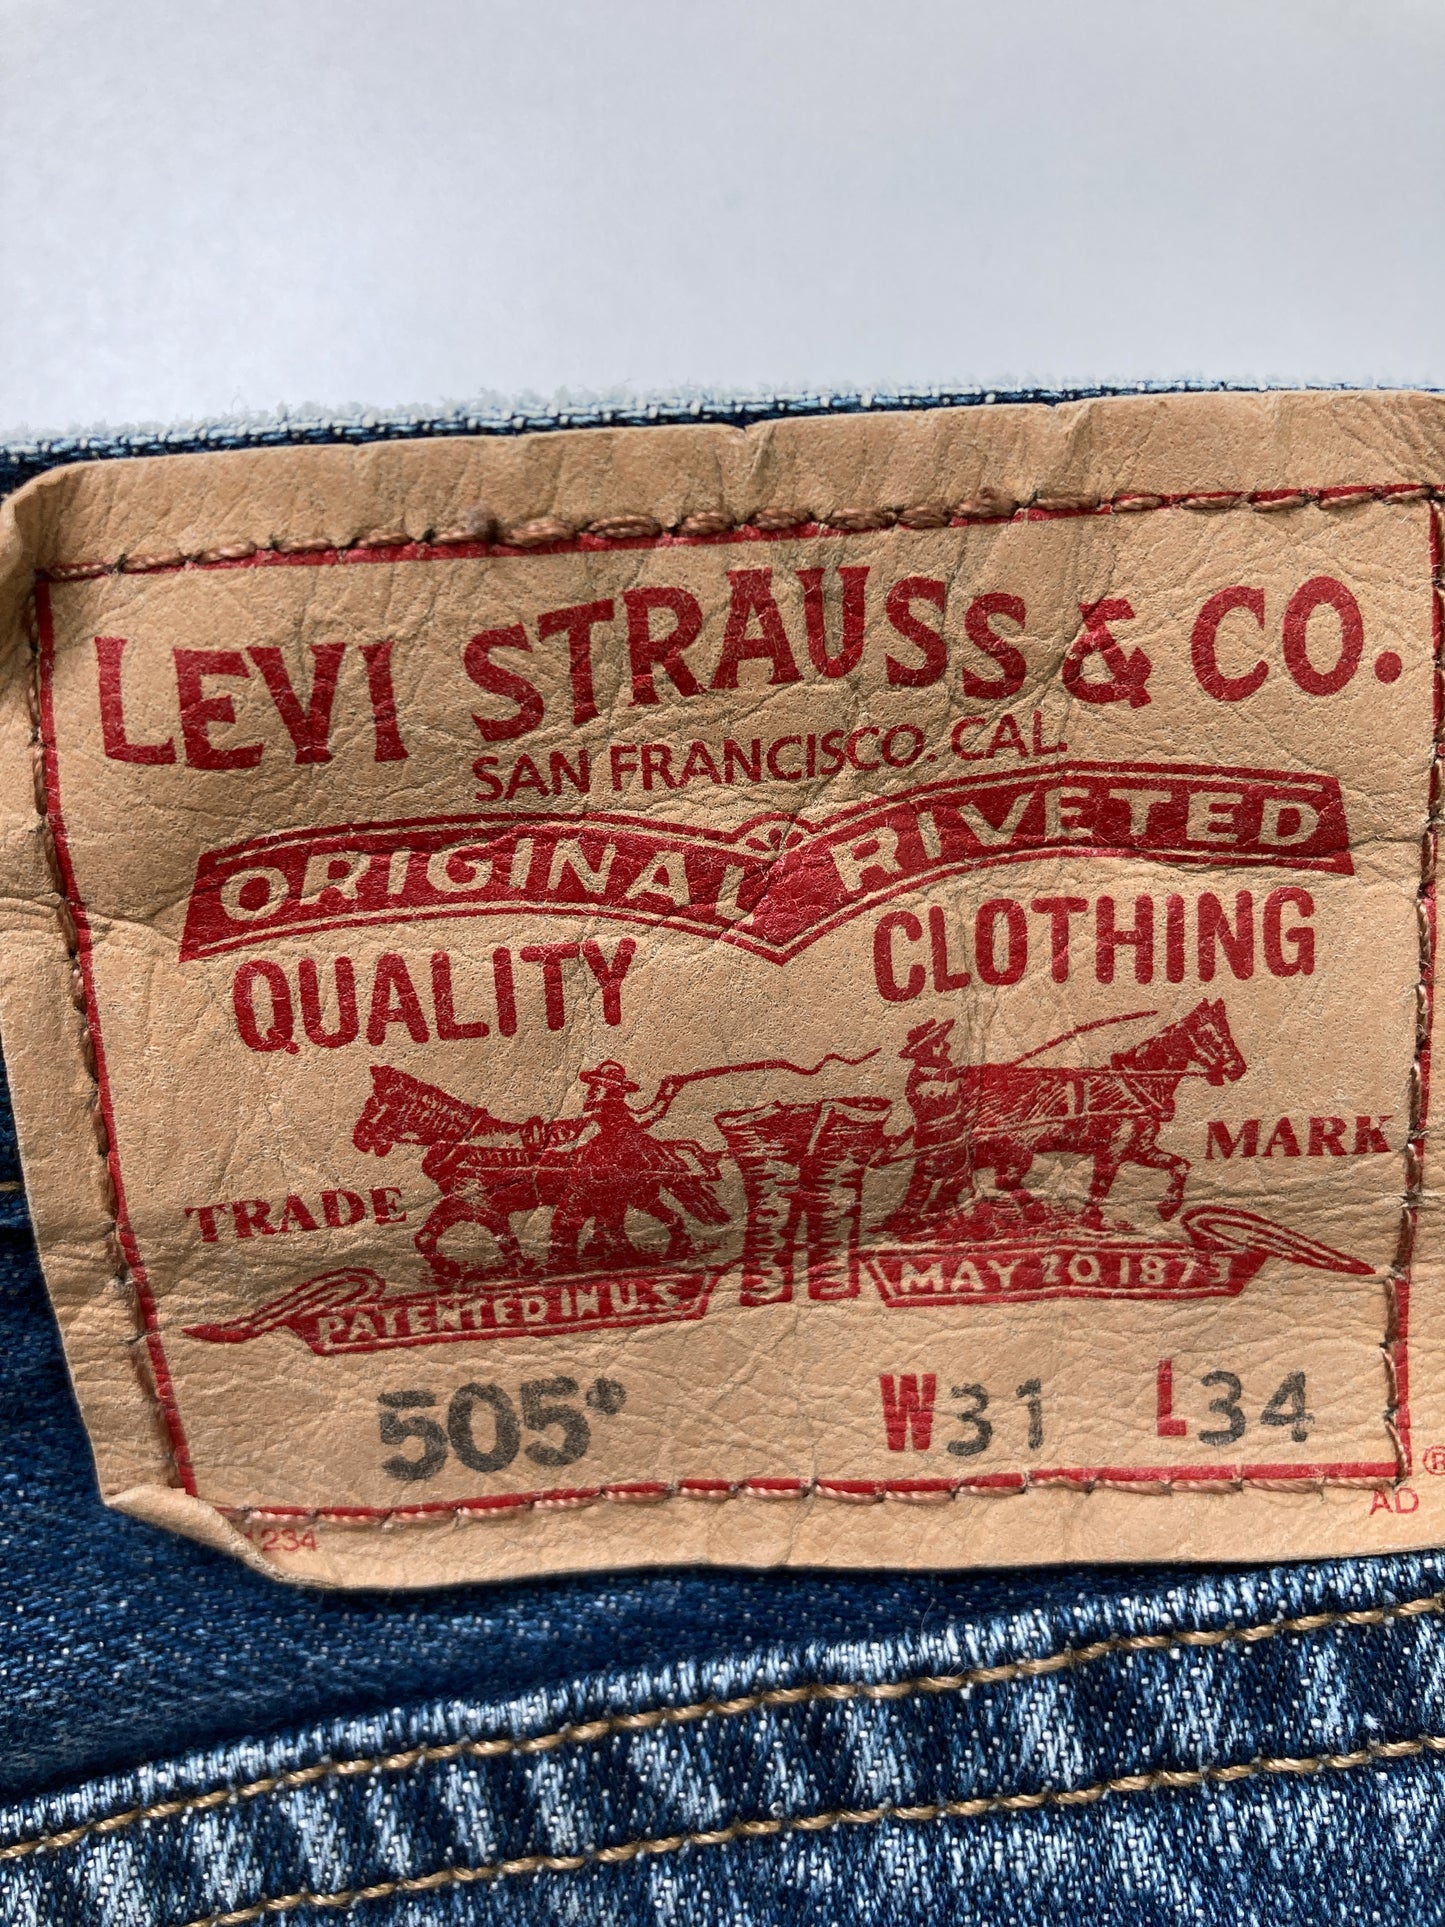 LEVI STRAUSS & CO.
SAN FRANCISCO. CAL.
ORIGINAL RIVETED
QUALITY CLOTHING
TRADE MARK
PATENTED IN U.S. MAY 20 1873
505® W31 L34
®
1234 AD